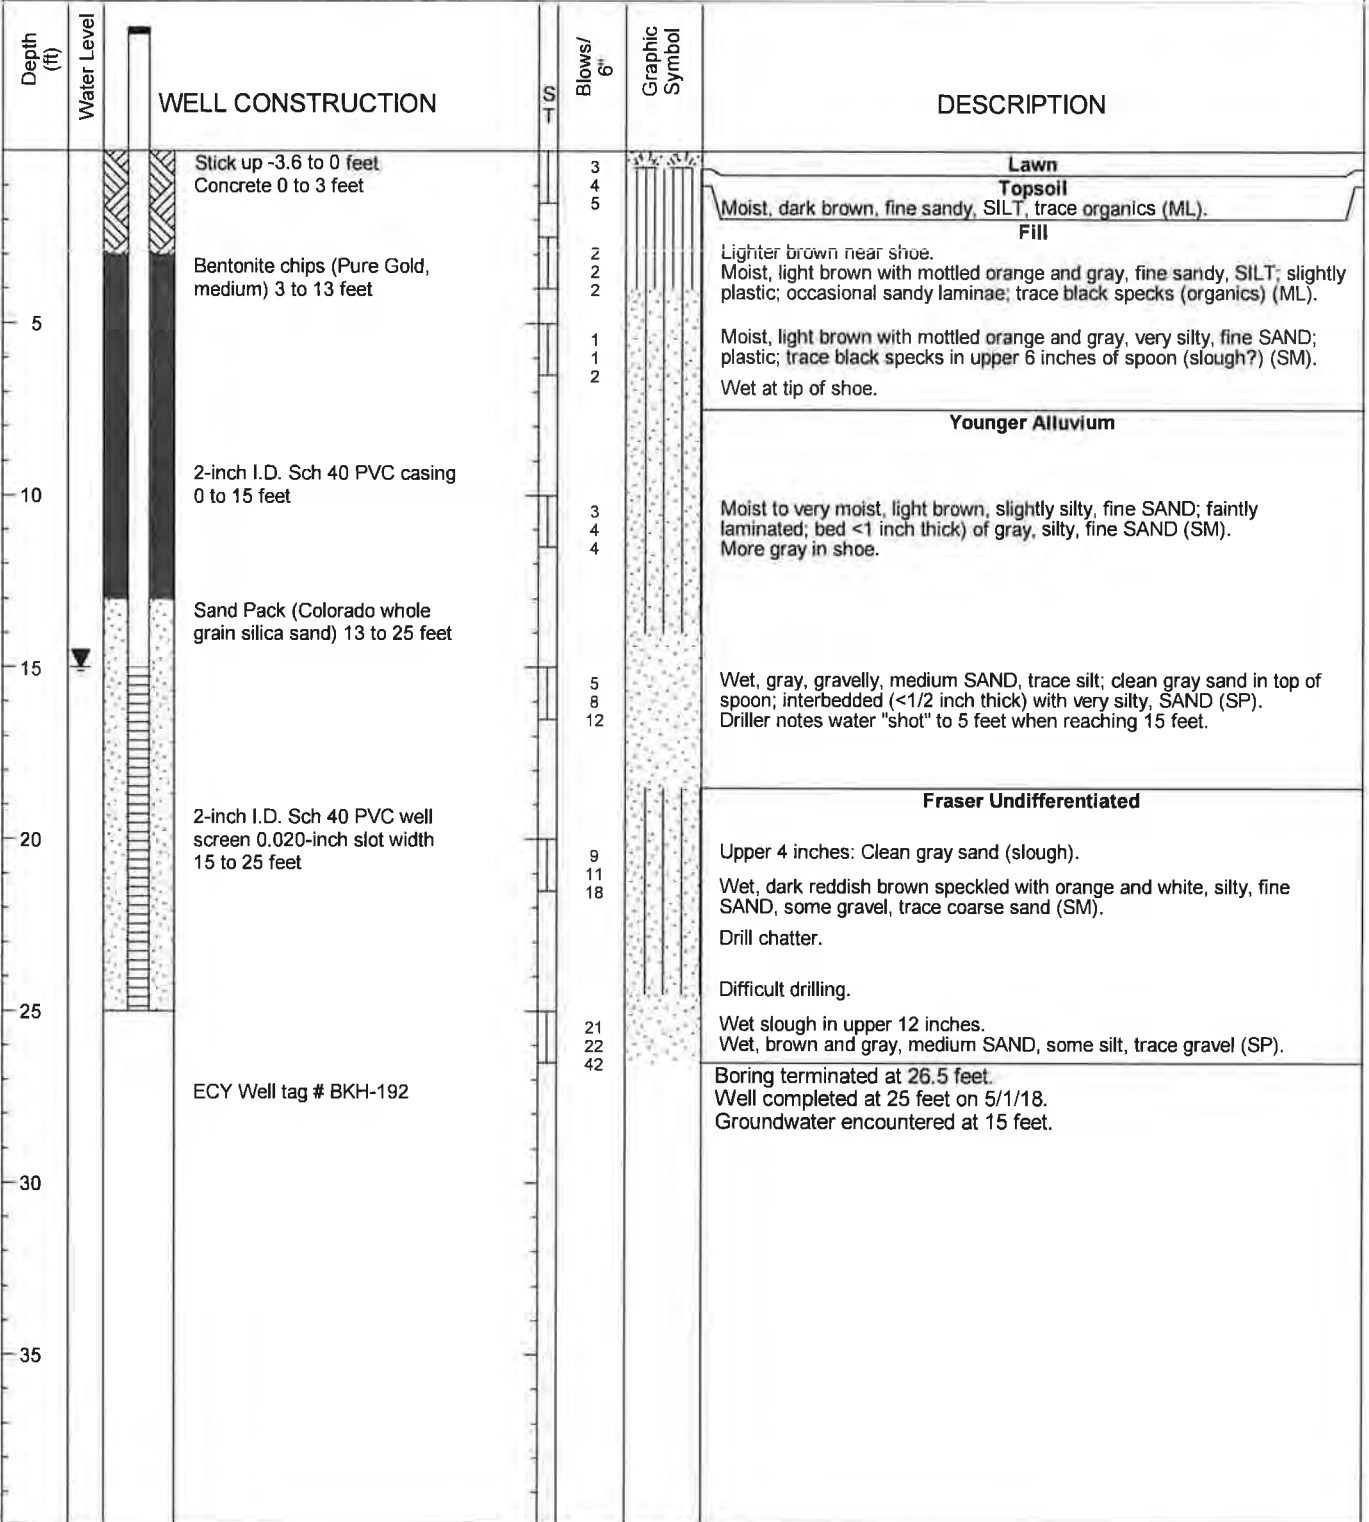 Depth
(ft)
Water Level
WELL CONSTRUCTION
S
T
Blows/
6"
Graphic
Symbol
DESCRIPTION
Stick up -3.6 to 0 feet
Concrete 0 to 3 feet
3
4
5
Lawn
Topsoil
Moist, dark brown, fine sandy, SILT, trace organics (ML).
Fill
Bentonite chips (Pure Gold,
medium) 3 to 13 feet
2
2
2
Lighter brown near shoe.
Moist, light brown with mottled orange and gray, fine sandy, SILT; slightly
plastic; occasional sandy laminae; trace black specks (organics) (ML).
5
1
1
2
Moist, light brown with mottled orange and gray, very silty, fine SAND;
plastic; trace black specks in upper 6 inches of spoon (slough?) (SM).
Wet at tip of shoe.
Younger Alluvium
2-inch I.D. Sch 40 PVC casing
0 to 15 feet
10
3
4
4
Moist to very moist, light brown, slightly silty, fine SAND; faintly
laminated; bed <1 inch thick) of gray, silty, fine SAND (SM).
More gray in shoe.
Sand Pack (Colorado whole
grain silica sand) 13 to 25 feet
15
5
8
12
Wet, gray, gravelly, medium SAND, trace silt; clean gray sand in top of
spoon; interbedded (<1/2 inch thick) with very silty, SAND (SP).
Driller notes water "shot" to 5 feet when reaching 15 feet.
Fraser Undifferentiated
2-inch I.D. Sch 40 PVC well
screen 0.020-inch slot width
15 to 25 feet
20
9
11
18
Upper 4 inches: Clean gray sand (slough).
Wet, dark reddish brown speckled with orange and white, silty, fine
SAND, some gravel, trace coarse sand (SM).
Drill chatter.
Difficult drilling.
25
21
22
42
Wet slough in upper 12 inches.
Wet, brown and gray, medium SAND, some silt, trace gravel (SP).
ECY Well tag # BKH-192
Boring terminated at 26.5 feet.
Well completed at 25 feet on 5/1/18.
Groundwater encountered at 15 feet.
30
35